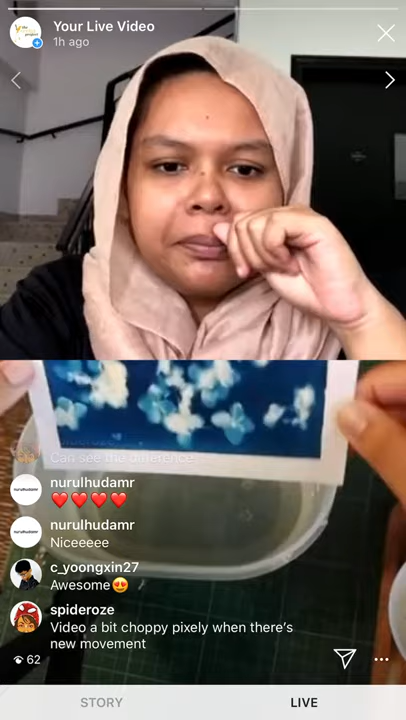 Your Live Video
1h ago
Can see the difference
nurulhudamr
❤️❤️❤️❤️
nurulhudamr
Niceeeee
c_yoongxin27
Awesome😍
spideroze
Video a bit choppy pixely when there's
new movement
62
STORY
LIVE